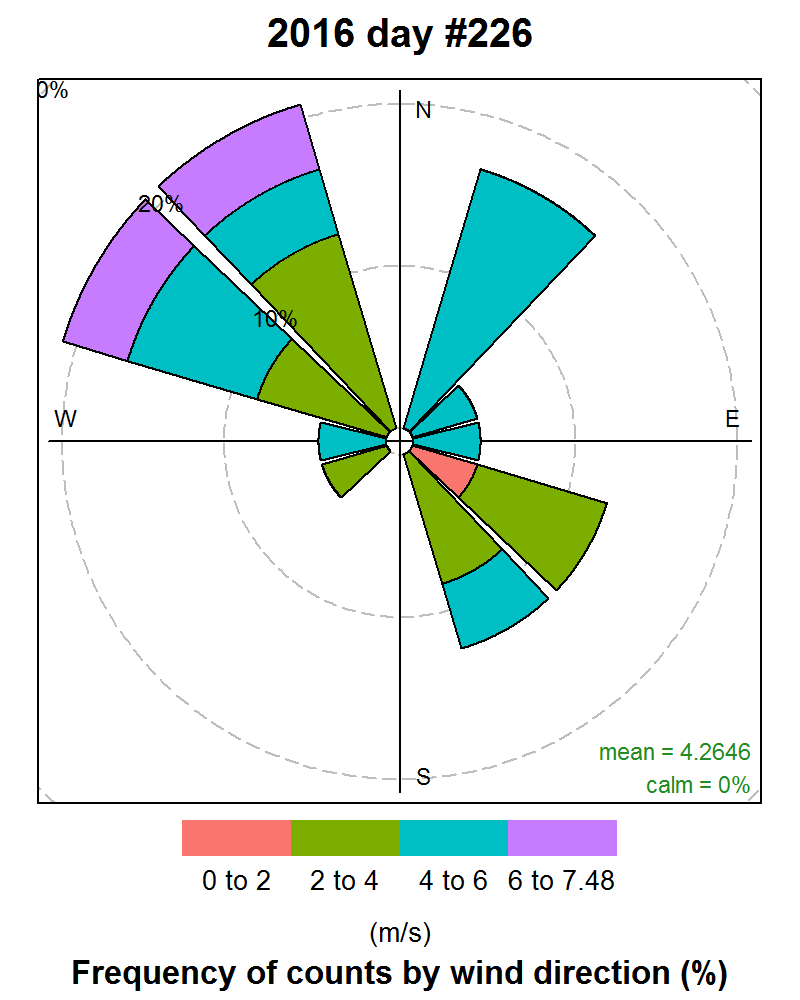 2016 day #226
0%
N
20%
10%
W
E
S
mean = 4.2646
calm = 0%
0 to 2 2 to 4 4 to 6 6 to 7.48
(m/s)
Frequency of counts by wind direction (%)